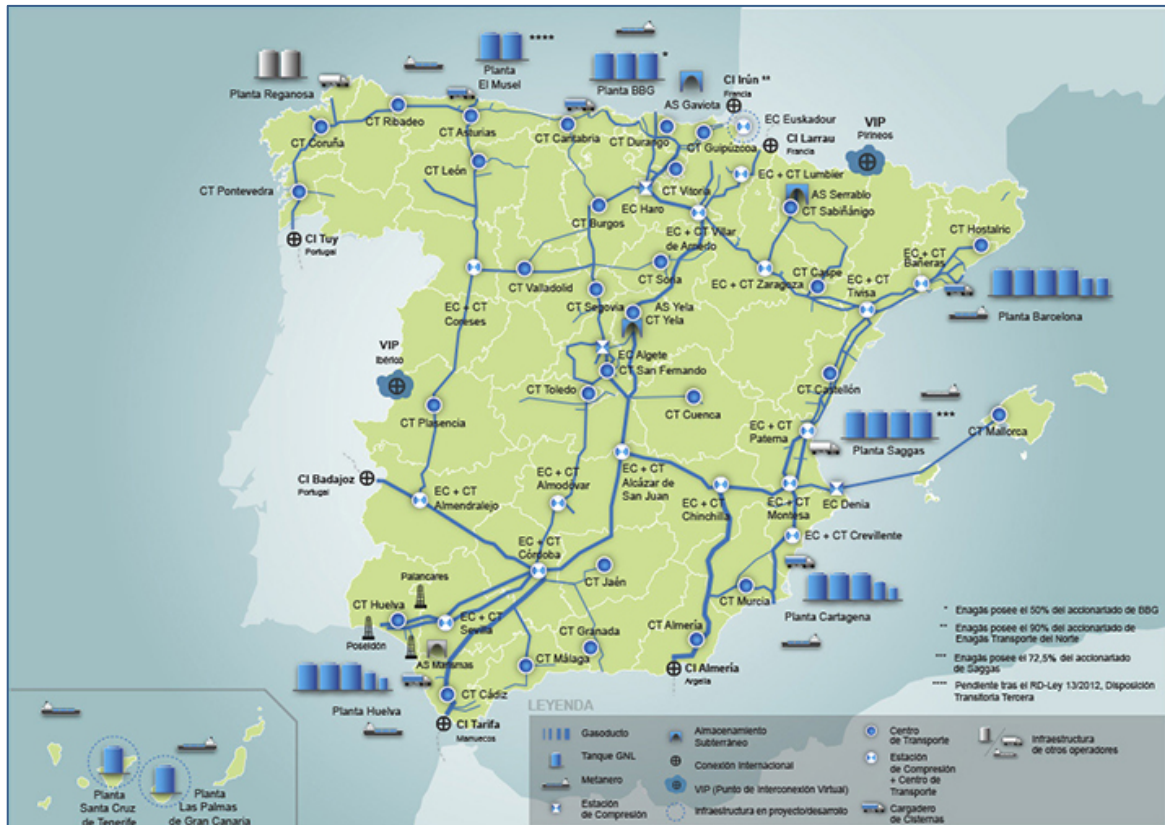 ****
Planta
El Musel
*
Planta BBG
Planta Reganosa
AS Gaviota
CI Irún **
Francia
EC Euskadour
CI Larrau
Francia
VIP
Pirineos
CT Ribadeo
CT Asturias
CT Cantabria
CT Durango
CT Guipúzcoa
CT Coruña
CT León
CT Vitoria
EC + CT Lumbier
AS Serrablo
CT Sabiñánigo
CT Pontevedra
CI Tuy
Portugal
CT Burgos
EC Haro
EC + CT Villar
de Arnedo
CT Hostalric
EC + CT
Bañeras
CT Valladolid
CT Soria
EC + CT Zaragoza
CT Caspe
EC + CT
Tivisa
EC + CT
Coreses
CT Segovia
AS Yela
CT Yela
Planta Barcelona
VIP
Ibérico
EC Algete
CT San Fernando
CT Toledo
CT Cuenca
CT Castellón
CT Plasencia
EC + CT
Paterna
***
Planta Saggas
CT Mallorca
CI Badajoz
Portugal
EC + CT
Almendralejo
EC + CT
Almodóvar
EC + CT
Alcázar de
San Juan
EC + CT
Chinchilla
EC + CT
Montesa
EC Denia
EC + CT Crevillente
EC + CT
Córdoba
CT Jaén
Palancares
CT Huelva
Poseidón
EC + CT
Sevilla
AS Marismas
CT Granada
CT Málaga
CT Almería
CT Murcia
Planta Cartagena
CI Almería
Argelia
CT Cádiz
CI Tarifa
Marruecos
Planta Huelva
* Enagás posee el 50% del accionariado de BBG
** Enagás posee el 90% del accionariado de
Enagás Transporte del Norte
*** Enagás posee el 72,5% del accionariado
de Saggas
**** Pendiente tras el RD-Ley 13/2012, Disposición
Transitoria Tercera
Planta
Santa Cruz
de Tenerife
Planta
Las Palmas
de Gran Canaria
LEYENDA
Gasoducto
Tanque GNL
Metanero
Estación
de Compresión
Almacenamiento
Subterráneo
Conexión Internacional
VIP (Punto de Interconexión Virtual)
Infraestructura en proyecto/desarrollo
Centro
de Transporte
Estación
de Compresión
+ Centro de
Transporte
Cargadero
de Cisternas
Infraestructura
de otros operadores